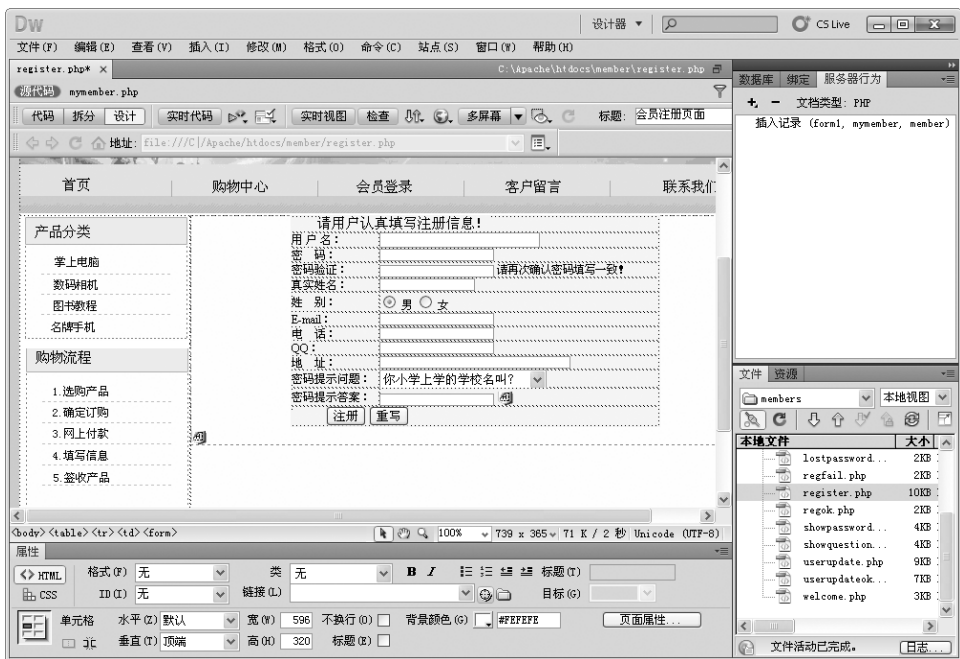 Dw 设计器 CS Live
文件(F) 编辑(E) 查看(V) 插入(I) 修改(M) 格式(O) 命令(C) 站点(S) 窗口(W) 帮助(H)
register.php* × C:\Apache\htdocs\member\register.php
源代码 mymember.php
代码 拆分 设计 实时代码 实时视图 检查 多屏幕 标题: 会员注册页面
地址: file:///C|/Apache/htdocs/member/register.php
首页 购物中心 会员登录 客户留言 联系我们
产品分类
掌上电脑
数码相机
图书教程
名牌手机
购物流程
1.选购产品
2.确定订购
3.网上付款
4.填写信息
5.签收产品
请用户认真填写注册信息!
用 户 名:
密 码:
密码验证: 请再次确认密码填写一致!
真实姓名:
姓 别: 男 女
E-mail:
电 话:
QQ:
地 址:
密码提示问题: 你小学上学的学校名叫?
密码提示答案:
注册 重写
<body> <table> <tr> <td> <form> 100% 739 x 365 71 K / 2 秒 Unicode (UTF-8)
属性
<> HTML 格式(F) 无 类 无 B I 标题(T)
CSS ID(I) 无 链接(L) 目标(G)
单元格 水平(Z) 默认 宽(W) 596 不换行(O) 背景颜色(G) #FEFEFE 页面属性...
垂直(T) 顶端 高(H) 320 标题(E)
数据库 绑定 服务器行为
文档类型: PHP
插入记录 (form1, mymember, member)
文件 资源
members 本地视图
本地文件 大小
lostpassword... 2KB
regfail.php 2KB
register.php 10KB
regok.php 2KB
showpassword... 4KB
showquestion... 4KB
userupdate.php 9KB
userupdateok... 7KB
welcome.php 3KB
文件活动已完成。 日志...